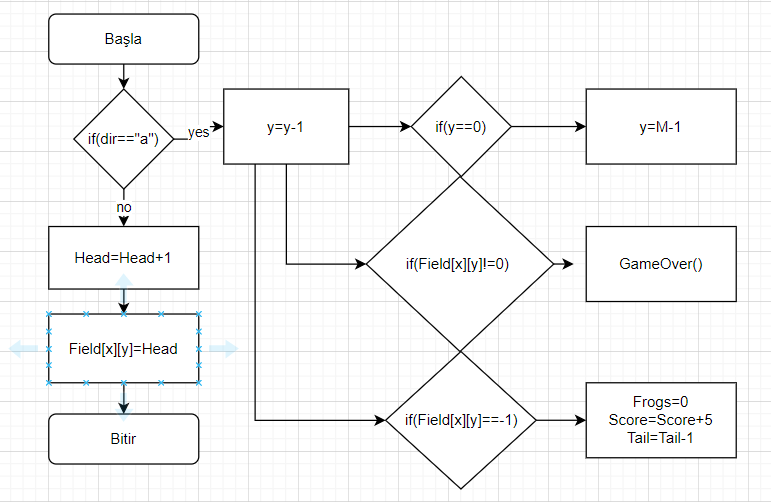 Başla
if(dir=="a")
yes
y=y-1
if(y==0)
y=M-1
no
Head=Head+1
if(Field[x][y]!=0)
GameOver()
Field[x][y]=Head
Bitir
if(Field[x][y]==-1)
Frogs=0
Score=Score+5
Tail=Tail-1